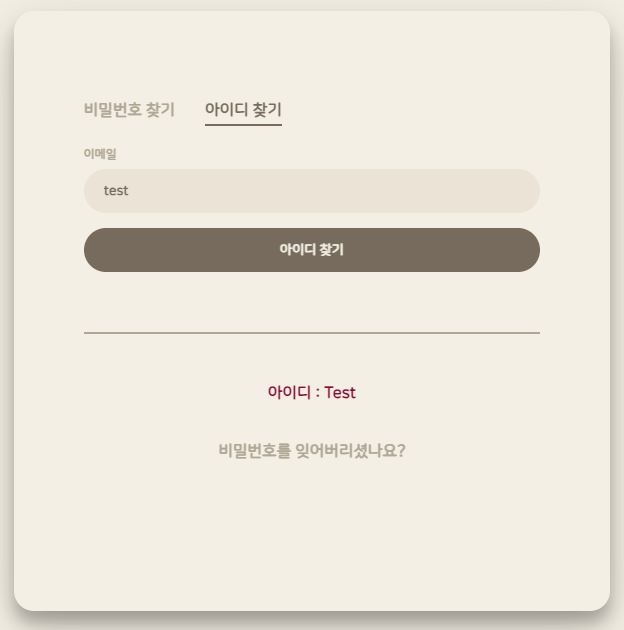 비밀번호 찾기 아이디 찾기
이메일
test
아이디 찾기
아이디 : Test
비밀번호를 잊어버리셨나요?